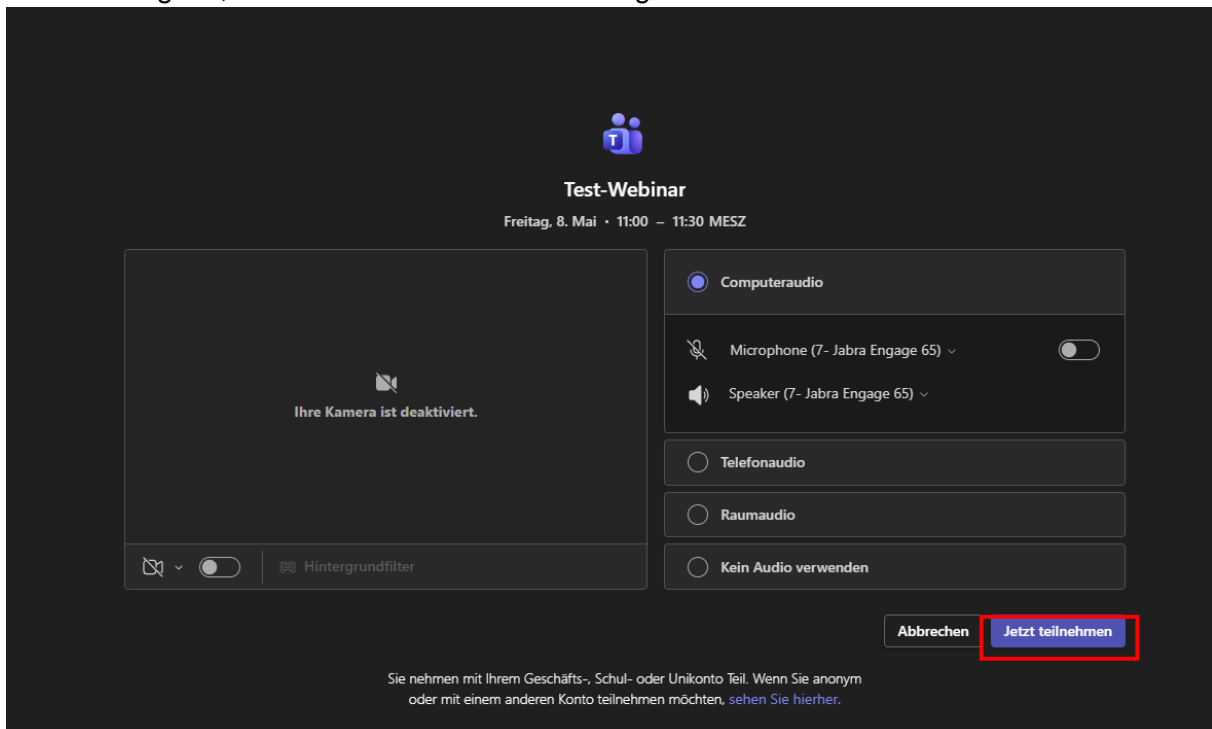 T
Test-Webinar
Freitag, 8. Mai • 11:00 – 11:30 MESZ
Computeraudio
Microphone (7- Jabra Engage 65)
Speaker (7- Jabra Engage 65)
Ihre Kamera ist deaktiviert.
Telefonaudio
Raumaudio
Hintergrundfilter
Kein Audio verwenden
Abbrechen
Jetzt teilnehmen
Sie nehmen mit Ihrem Geschäfts-, Schul- oder Unikonto Teil. Wenn Sie anonym
oder mit einem anderen Konto teilnehmen möchten, sehen Sie hierher.